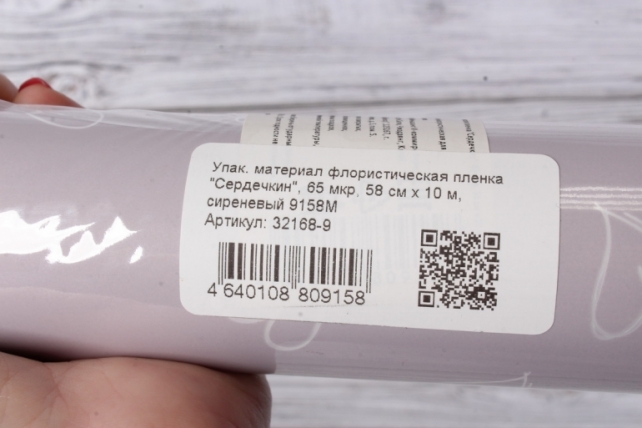 Упак. материал флористическая пленка
"Сердечкин", 65 мкр, 58 см х 10 м,
сиреневый 9158М
Артикул: 32168-9
4 640108 809158